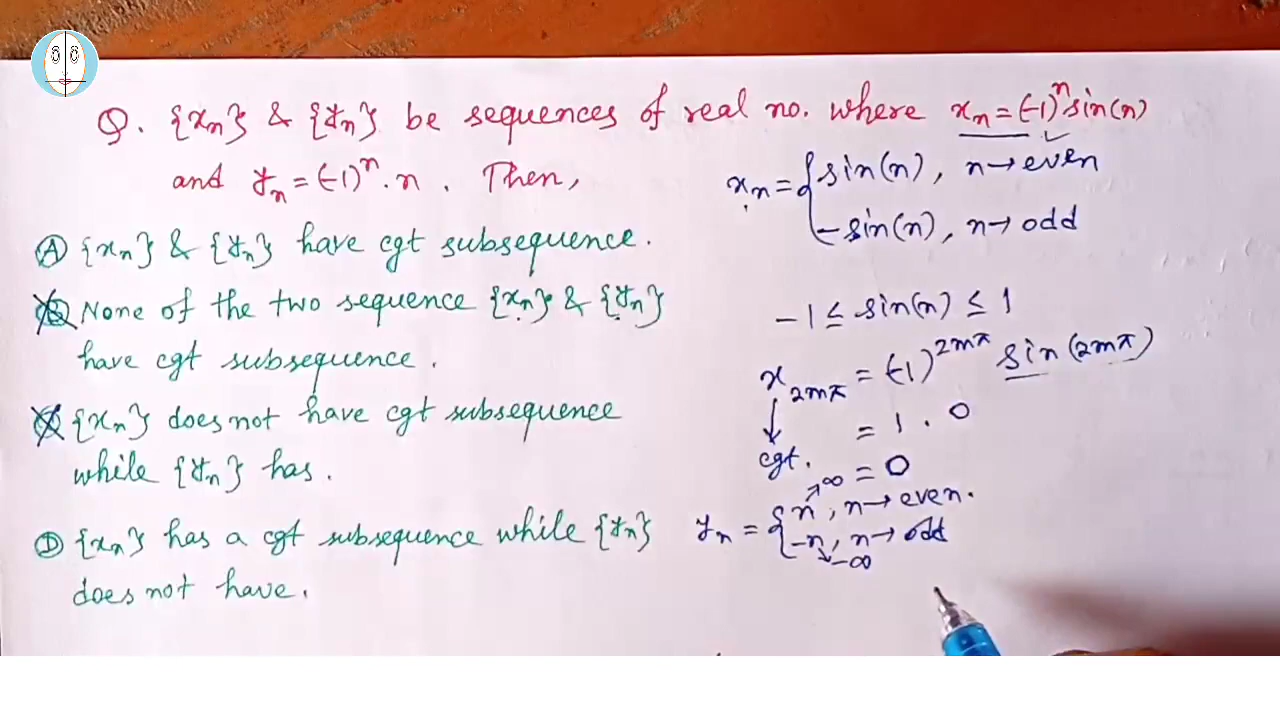 Q. {xₙ} & {yₙ} be sequences of real no. where xₙ = (-1)ⁿ sin(n)
and yₙ = (-1)ⁿ. n . Then,
Ⓐ {xₙ} & {yₙ} have cgt subsequence.
Ⓑ None of the two sequence {xₙ} & {yₙ}
have cgt subsequence.
Ⓒ {xₙ} does not have cgt subsequence
while {yₙ} has.
Ⓓ {xₙ} has a cgt subsequence while {yₙ}
does not have.
xₙ = { sin(n), n → even
-sin(n), n → odd
-1 ≤ sin(n) ≤ 1
x_{2mπ} = (-1)^{2mπ} sin(2mπ)
↓ = 1 . 0
cgt. = 0
yₙ = { n ↗ ∞, n → even.
-n, n → odd
↘ -∞